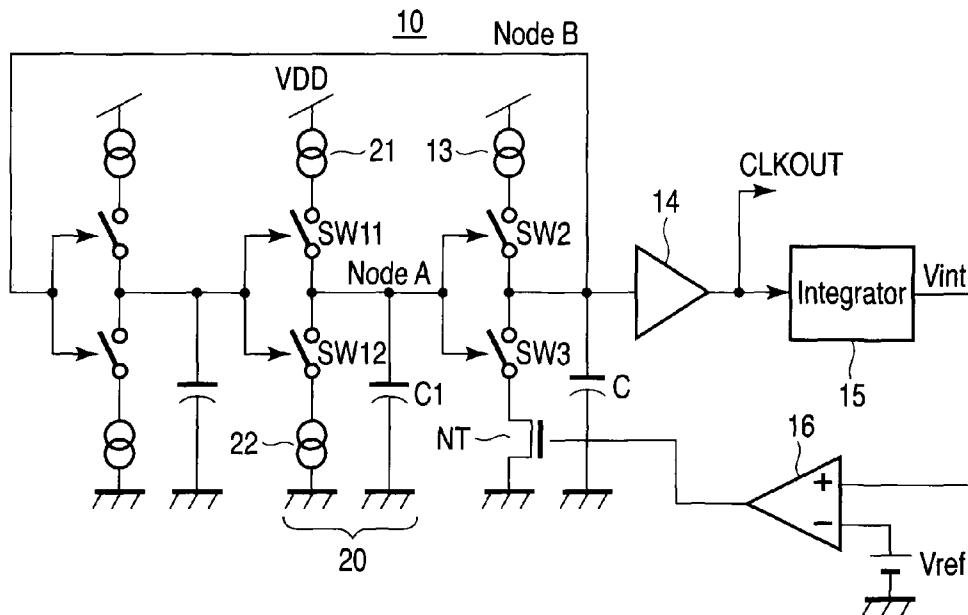 10
Node B
VDD
21
13
CLKOUT
SW11
SW2
14
Node A
Integrator
Vint
SW12
SW3
15
C1
C
22
NT
16
+
−
20
Vref